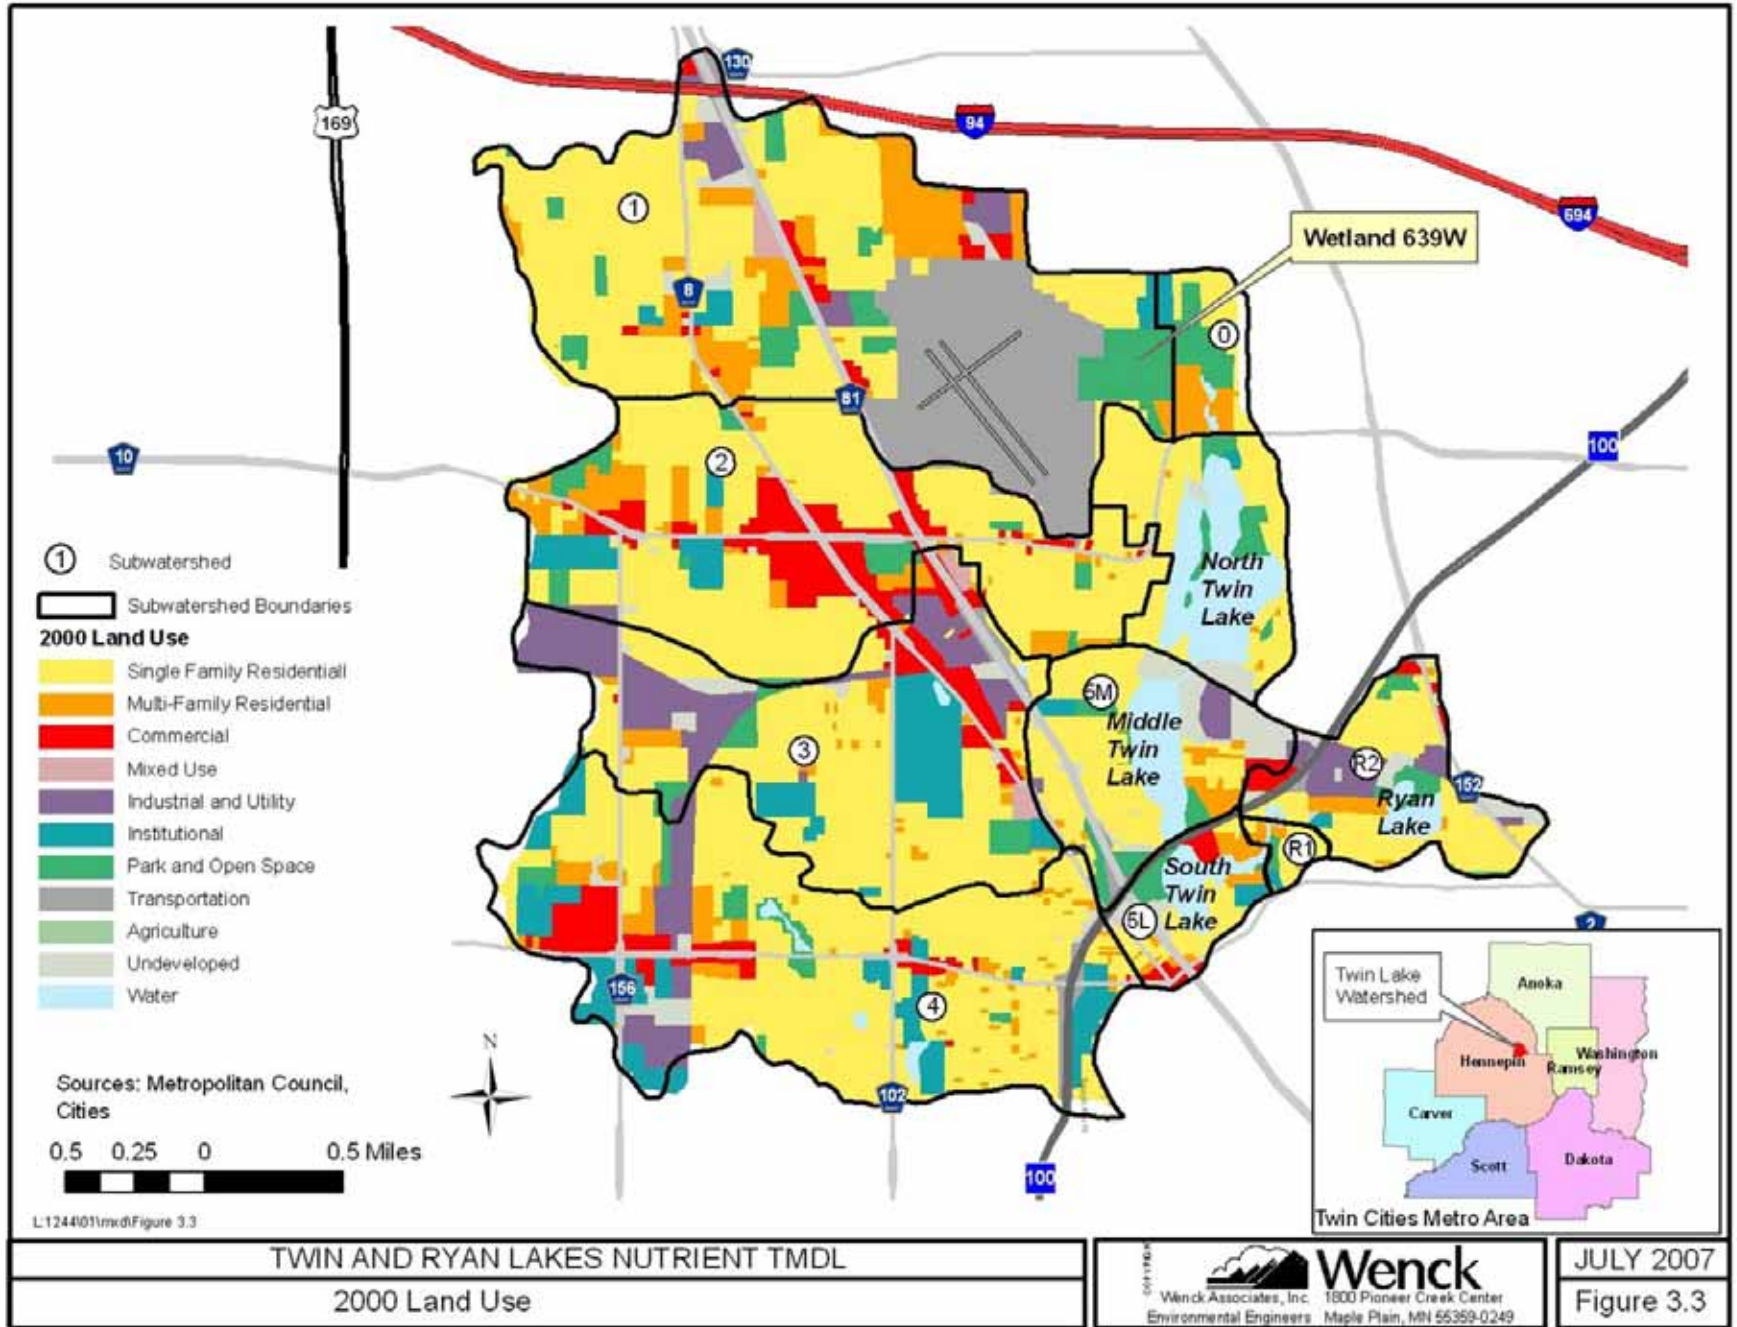 130
169
94
694
1
Wetland 639W
8
0
81
100
10
2
1 Subwatershed
Subwatershed Boundaries
2000 Land Use
Single Family Residentiall
Multi-Family Residential
Commercial
Mixed Use
Industrial and Utility
Institutional
Park and Open Space
Transportation
Agriculture
Undeveloped
Water
North
Twin
Lake
5M
Middle
Twin
Lake
3
R2
152
Ryan
Lake
R1
South
Twin
Lake
5L
2
156
4
102
100
N
Sources: Metropolitan Council,
Cities
0.5 0.25 0 0.5 Miles
L:1244\01\mxd\Figure 3.3
Twin Lake
Watershed
Anoka
Hennepin
Ramsey
Washington
Carver
Scott
Dakota
Twin Cities Metro Area
TWIN AND RYAN LAKES NUTRIENT TMDL
2000 Land Use
Wenck
Wenck Associates, Inc. 1800 Pioneer Creek Center
Environmental Engineers Maple Plain, MN 55359-0249
JULY 2007
Figure 3.3